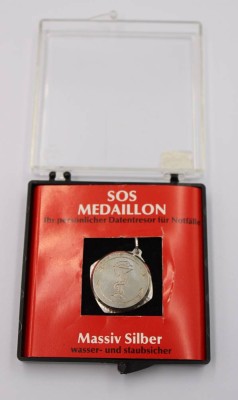 SOS
MEDAILLON
Ihr persönlicher Datentresor für Notfälle
Massiv Silber
wasser- und staubsicher